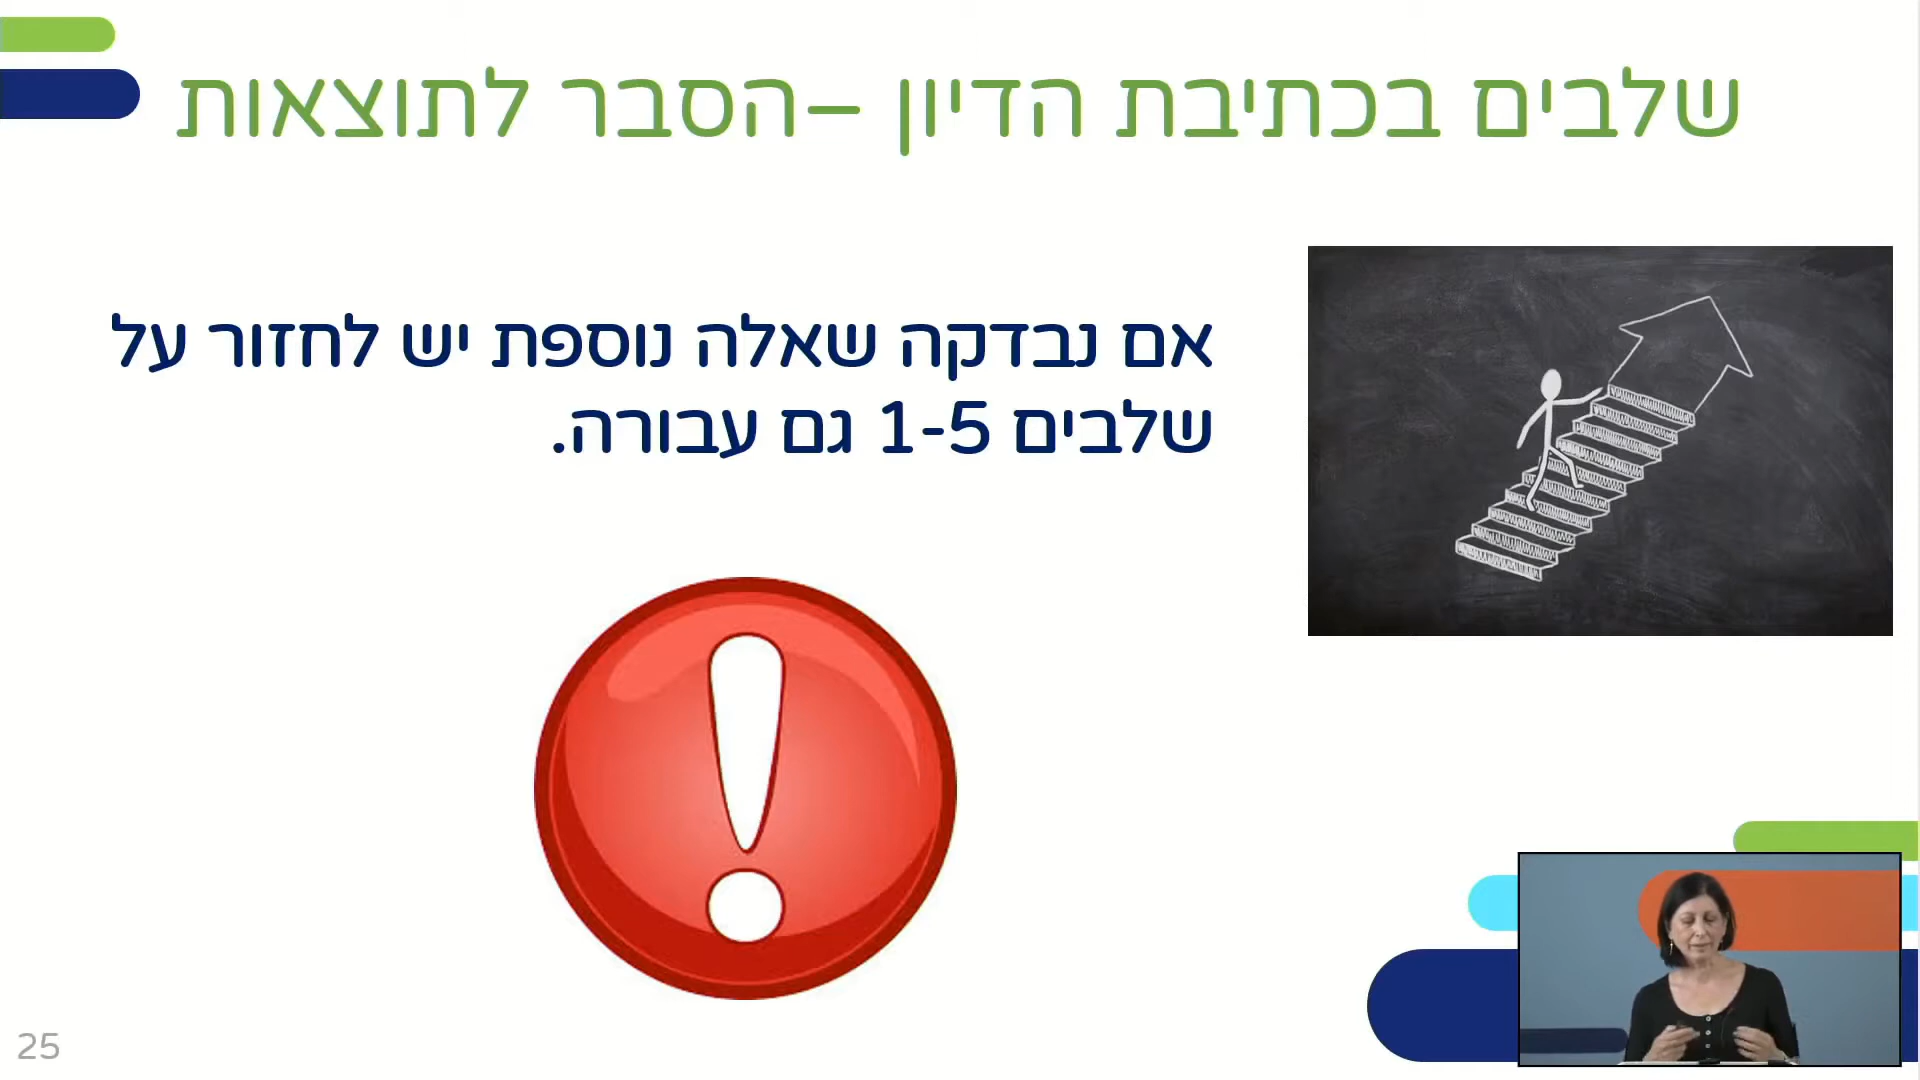 שלבים בכתיבת הדיון –הסבר לתוצאות
אם נבדקה שאלה נוספת יש לחזור על
שלבים 1-5 גם עבורה.
25